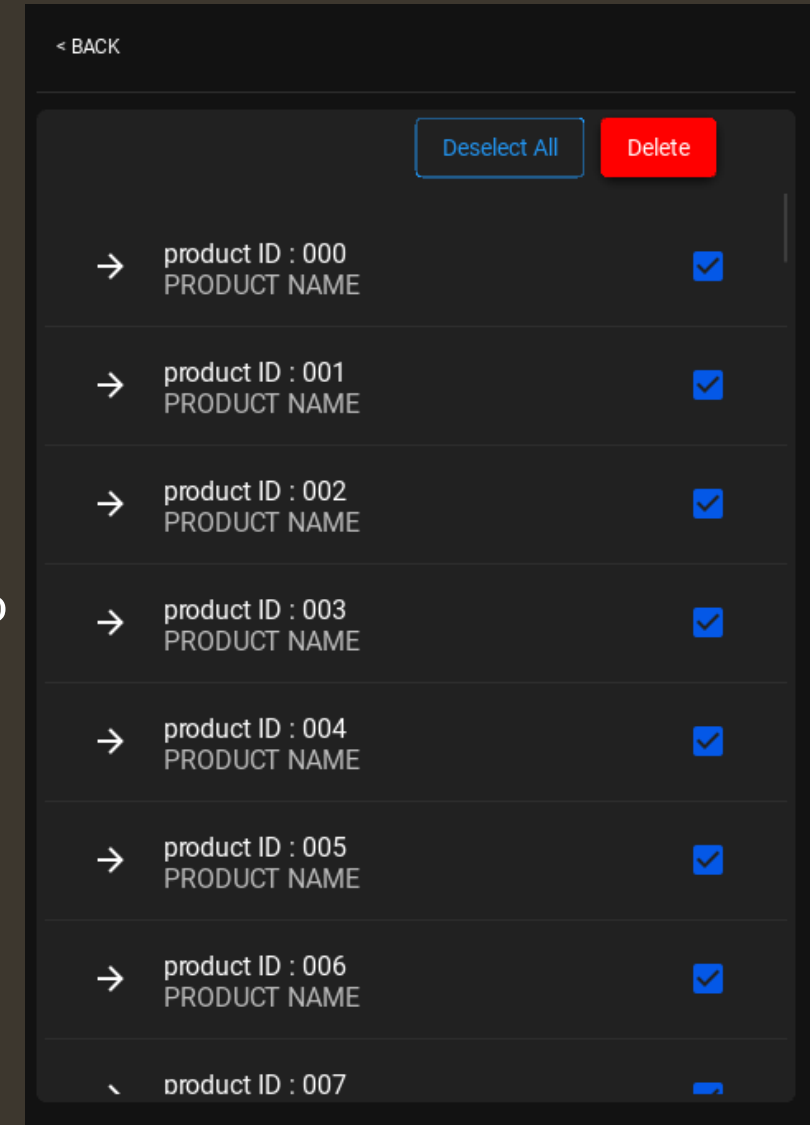 < BACK
Deselect All Delete
product ID : 000
PRODUCT NAME
product ID : 001
PRODUCT NAME
product ID : 002
PRODUCT NAME
product ID : 003
PRODUCT NAME
product ID : 004
PRODUCT NAME
product ID : 005
PRODUCT NAME
product ID : 006
PRODUCT NAME
product ID : 007